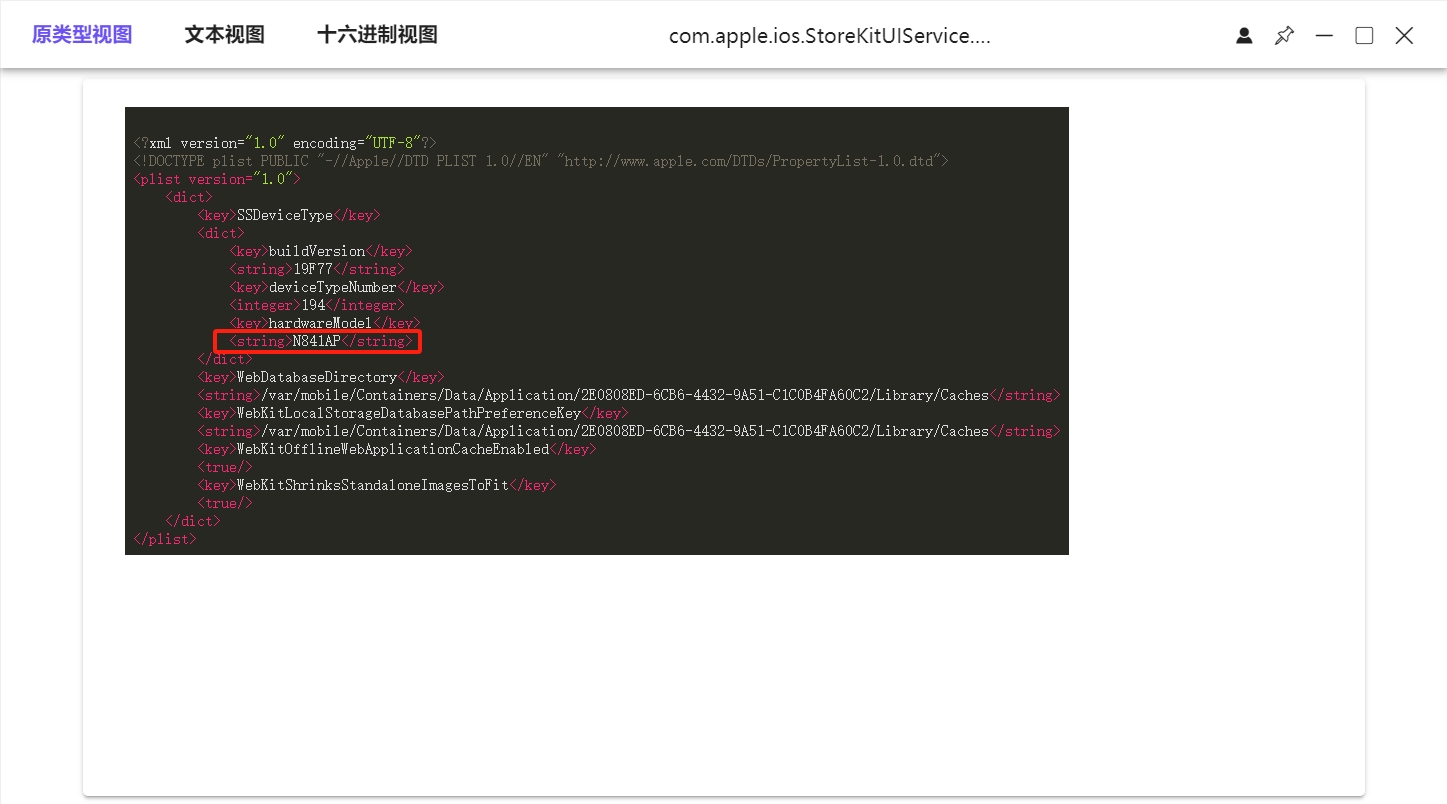 原类型视图 文本视图 十六进制视图 com.apple.ios.StoreKitUIService....
<?xml version="1.0" encoding="UTF-8"?>
<!DOCTYPE plist PUBLIC "-//Apple//DTD PLIST 1.0//EN" "http://www.apple.com/DTDs/PropertyList-1.0.dtd">
<plist version="1.0">
<dict>
<key>SSDeviceType</key>
<dict>
<key>buildVersion</key>
<string>19F77</string>
<key>deviceTypeNumber</key>
<integer>194</integer>
<key>hardwareModel</key>
<string>N841AP</string>
</dict>
<key>WebDatabaseDirectory</key>
<string>/var/mobile/Containers/Data/Application/2E0808ED-6CB6-4432-9A51-C1C0B4FA60C2/Library/Caches</string>
<key>WebKitLocalStorageDatabasePathPreferenceKey</key>
<string>/var/mobile/Containers/Data/Application/2E0808ED-6CB6-4432-9A51-C1C0B4FA60C2/Library/Caches</string>
<key>WebKitOfflineWebApplicationCacheEnabled</key>
<true/>
<key>WebKitShrinksStandaloneImagesToFit</key>
<true/>
</dict>
</plist>